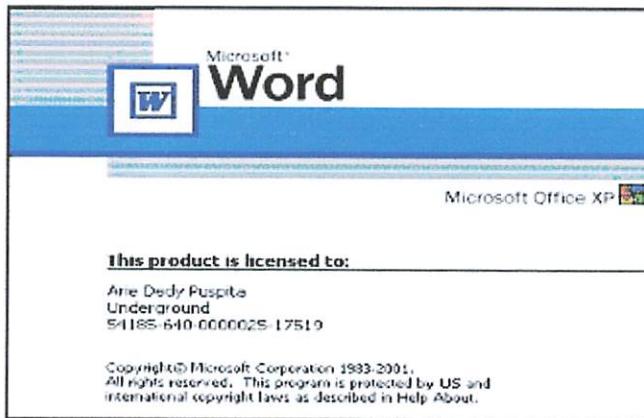 Microsoft®
Word
W
Microsoft Office XP
This product is licensed to:
Arie Dedy Puspita
Underground
54185-640-0000025-17519
Copyright© Microsoft Corporation 1983-2001.
All rights reserved. This program is protected by US and
international copyright laws as described in Help About.